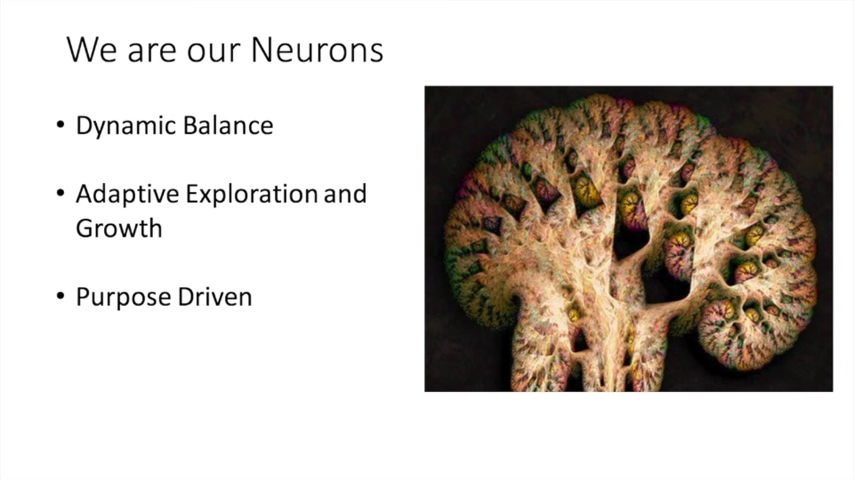 We are our Neurons
• Dynamic Balance
• Adaptive Exploration and
Growth
• Purpose Driven